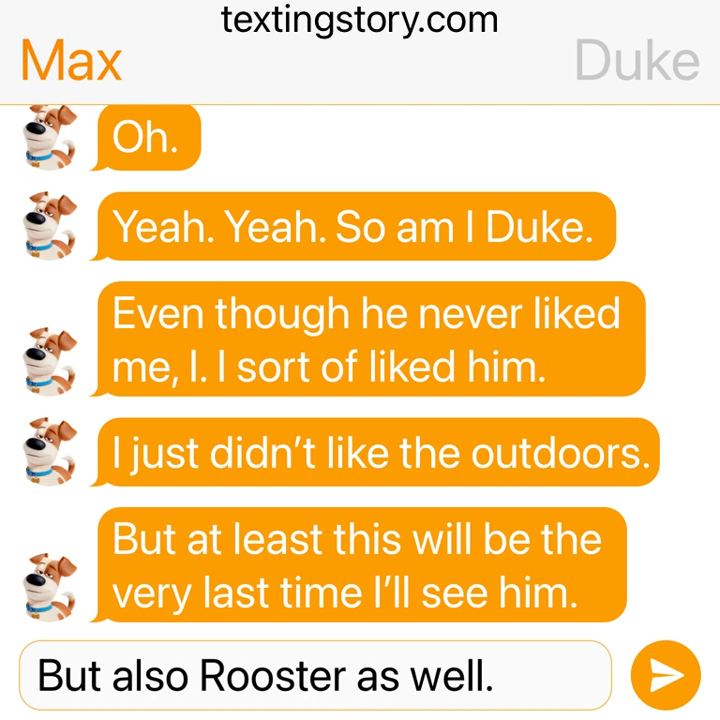 textingstory.com
Max
Duke
Oh.
Yeah. Yeah. So am I Duke.
Even though he never liked
me, I. I sort of liked him.
I just didn't like the outdoors.
But at least this will be the
very last time I'll see him.
But also Rooster as well.